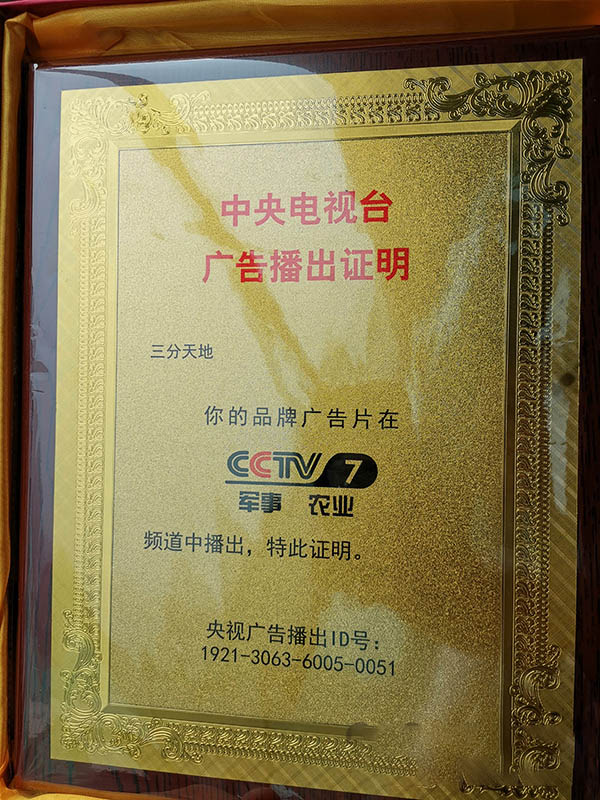 中央电视台
广告播出证明
三分天地
你的品牌广告片在
CCTV 7
军事 农业
频道中播出，特此证明。
央视广告播出ID号：
1921-3063-6005-0051